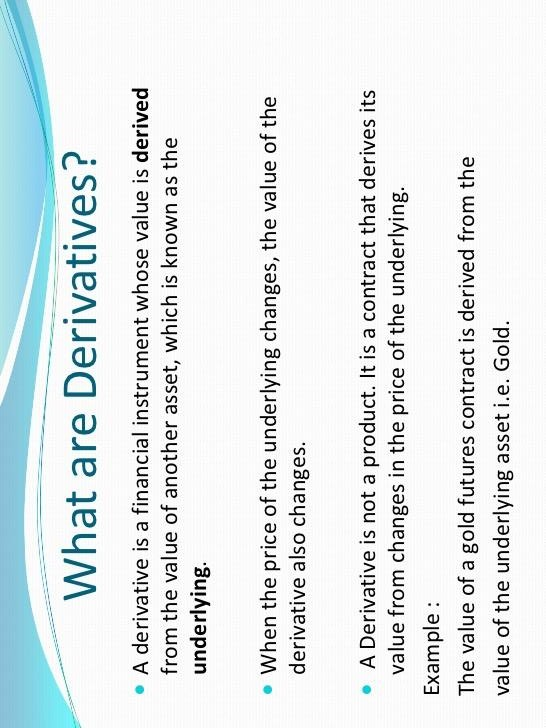 What are Derivatives?
• A derivative is a financial instrument whose value is derived
from the value of another asset, which is known as the
underlying.
• When the price of the underlying changes, the value of the
derivative also changes.
• A Derivative is not a product. It is a contract that derives its
value from changes in the price of the underlying.
Example :
The value of a gold futures contract is derived from the
value of the underlying asset i.e. Gold.